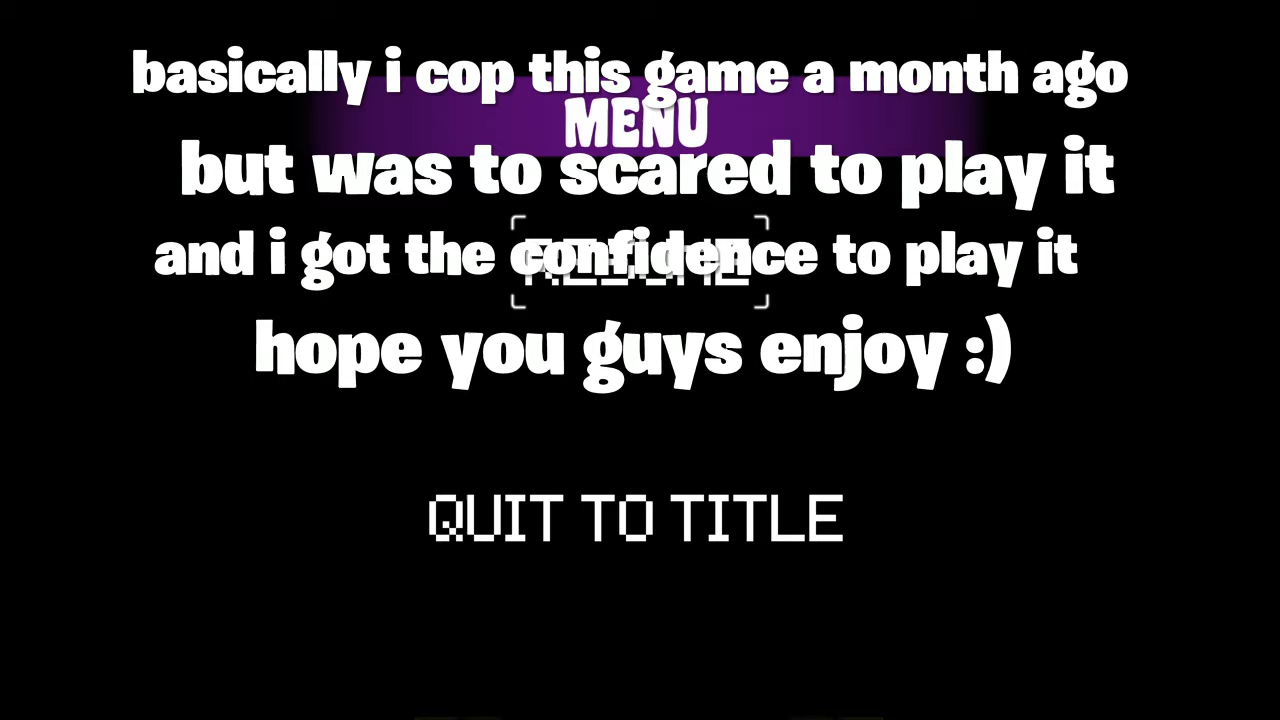 basically i cop this game a month ago
MENU
but was to scared to play it
and i got the confidence to play it
RESUME
hope you guys enjoy :)
QUIT TO TITLE